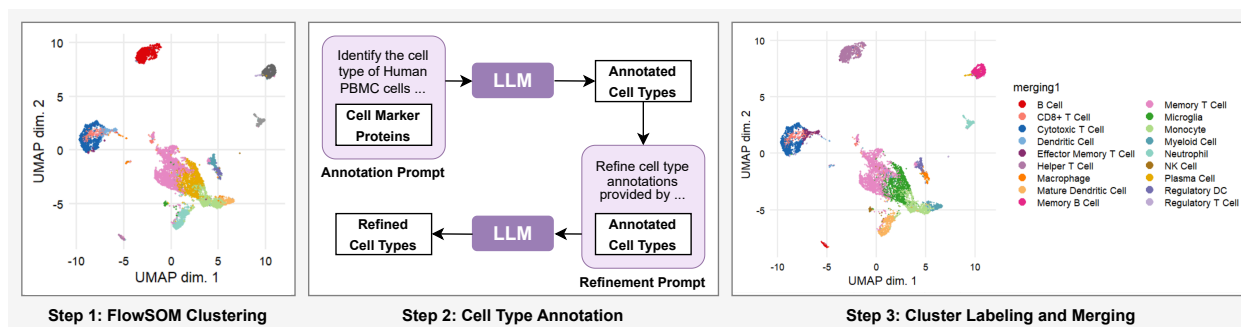 10
5
0
-5
UMAP dim. 2
-10
-5
0
5
10
UMAP dim. 1
Step 1: FlowSOM Clustering
Identify the cell
type of Human
PBMC cells ...
Cell Marker
Proteins
Annotation Prompt
LLM
Annotated
Cell Types
Refine cell type
annotations
provided by ...
Annotated
Cell Types
Refinement Prompt
LLM
Refined
Cell Types
Step 2: Cell Type Annotation
10
5
0
-5
UMAP dim. 2
-10
-5
0
5
10
UMAP dim. 1
merging1
B Cell
CD8+ T Cell
Cytotoxic T Cell
Dendritic Cell
Effector Memory T Cell
Helper T Cell
Macrophage
Mature Dendritic Cell
Memory B Cell
Memory T Cell
Microglia
Monocyte
Myeloid Cell
Neutrophil
NK Cell
Plasma Cell
Regulatory DC
Regulatory T Cell
Step 3: Cluster Labeling and Merging